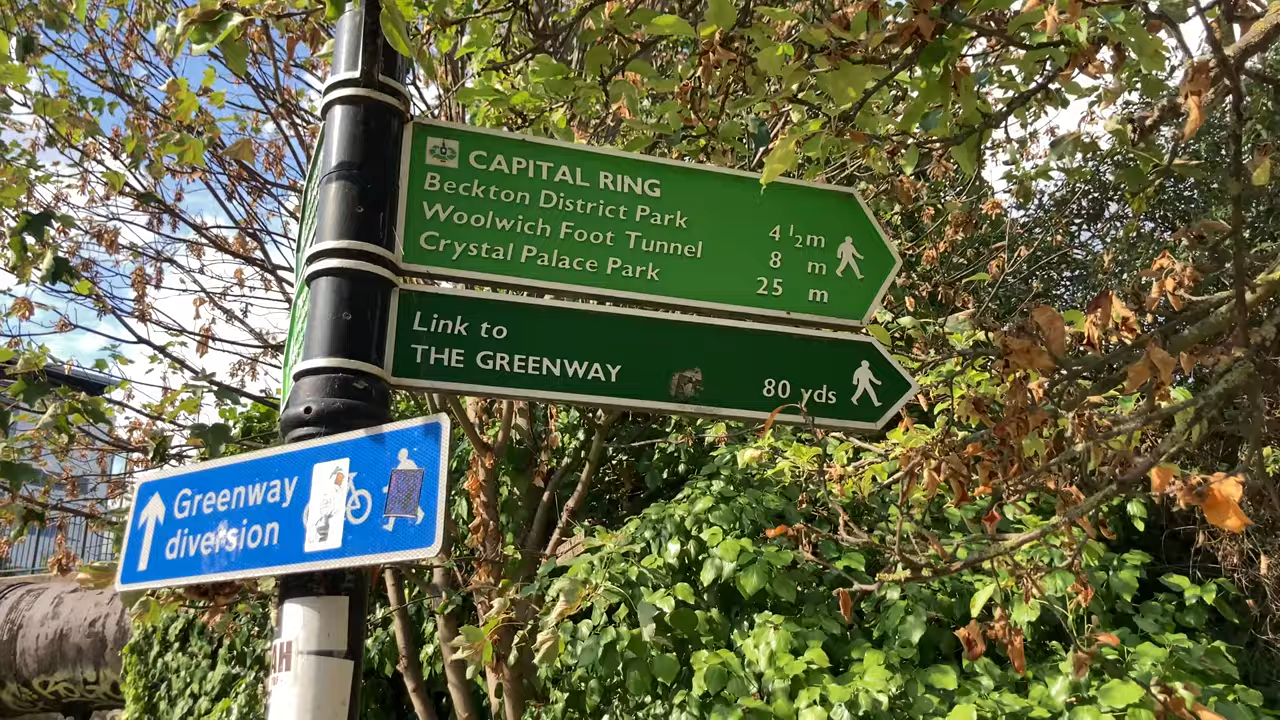 CAPITAL RING
Beckton District Park 4 1/2 m
Woolwich Foot Tunnel 8 m
Crystal Palace Park 25 m
Link to
THE GREENWAY 80 yds
Greenway
diversion
AH